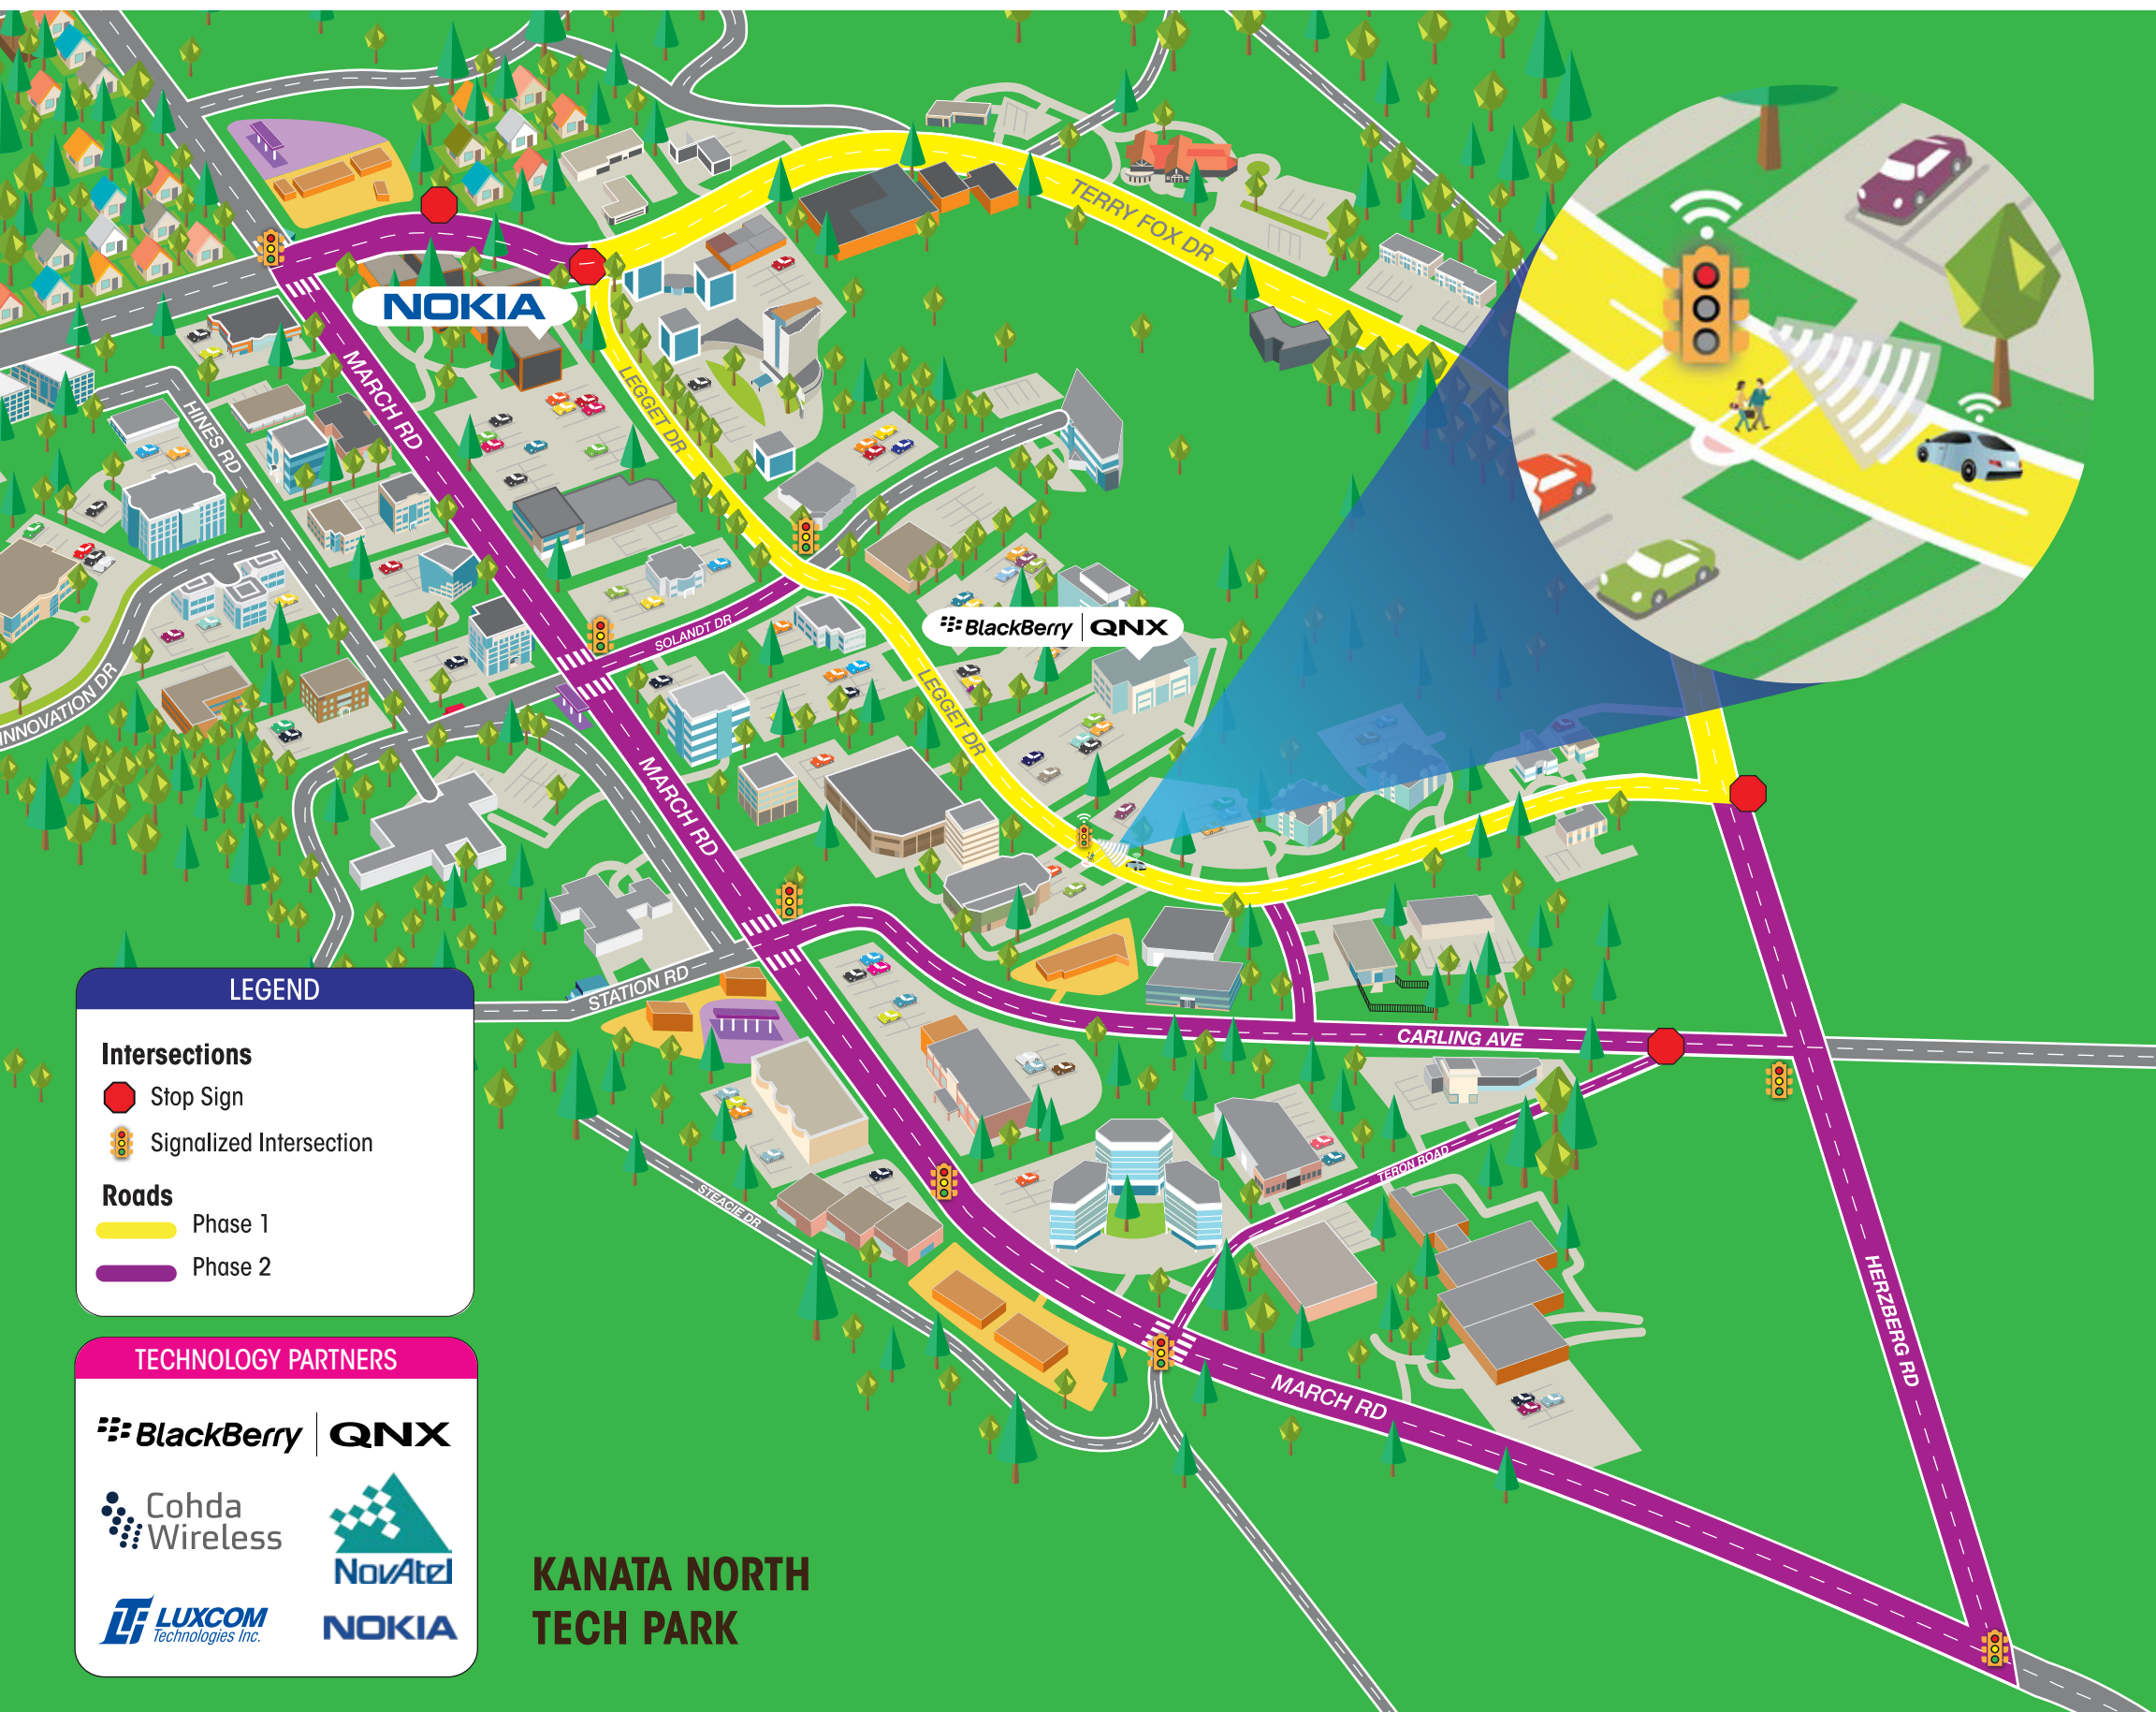 TERRY FOX DR
NOKIA
MARCH RD
LEGGET DR
HINES RD
SOLANDT DR
BlackBerry | QNX
LEGGET DR
INNOVATION DR
MARCH RD
STATION RD
CARLING AVE
TERON ROAD
STEACIE DR
HERZBERG RD
MARCH RD
LEGEND
Intersections
Stop Sign
Signalized Intersection
Roads
Phase 1
Phase 2
TECHNOLOGY PARTNERS
BlackBerry | QNX
Cohda
Wireless
NovAtel
LUXCOM
Technologies Inc.
NOKIA
KANATA NORTH
TECH PARK